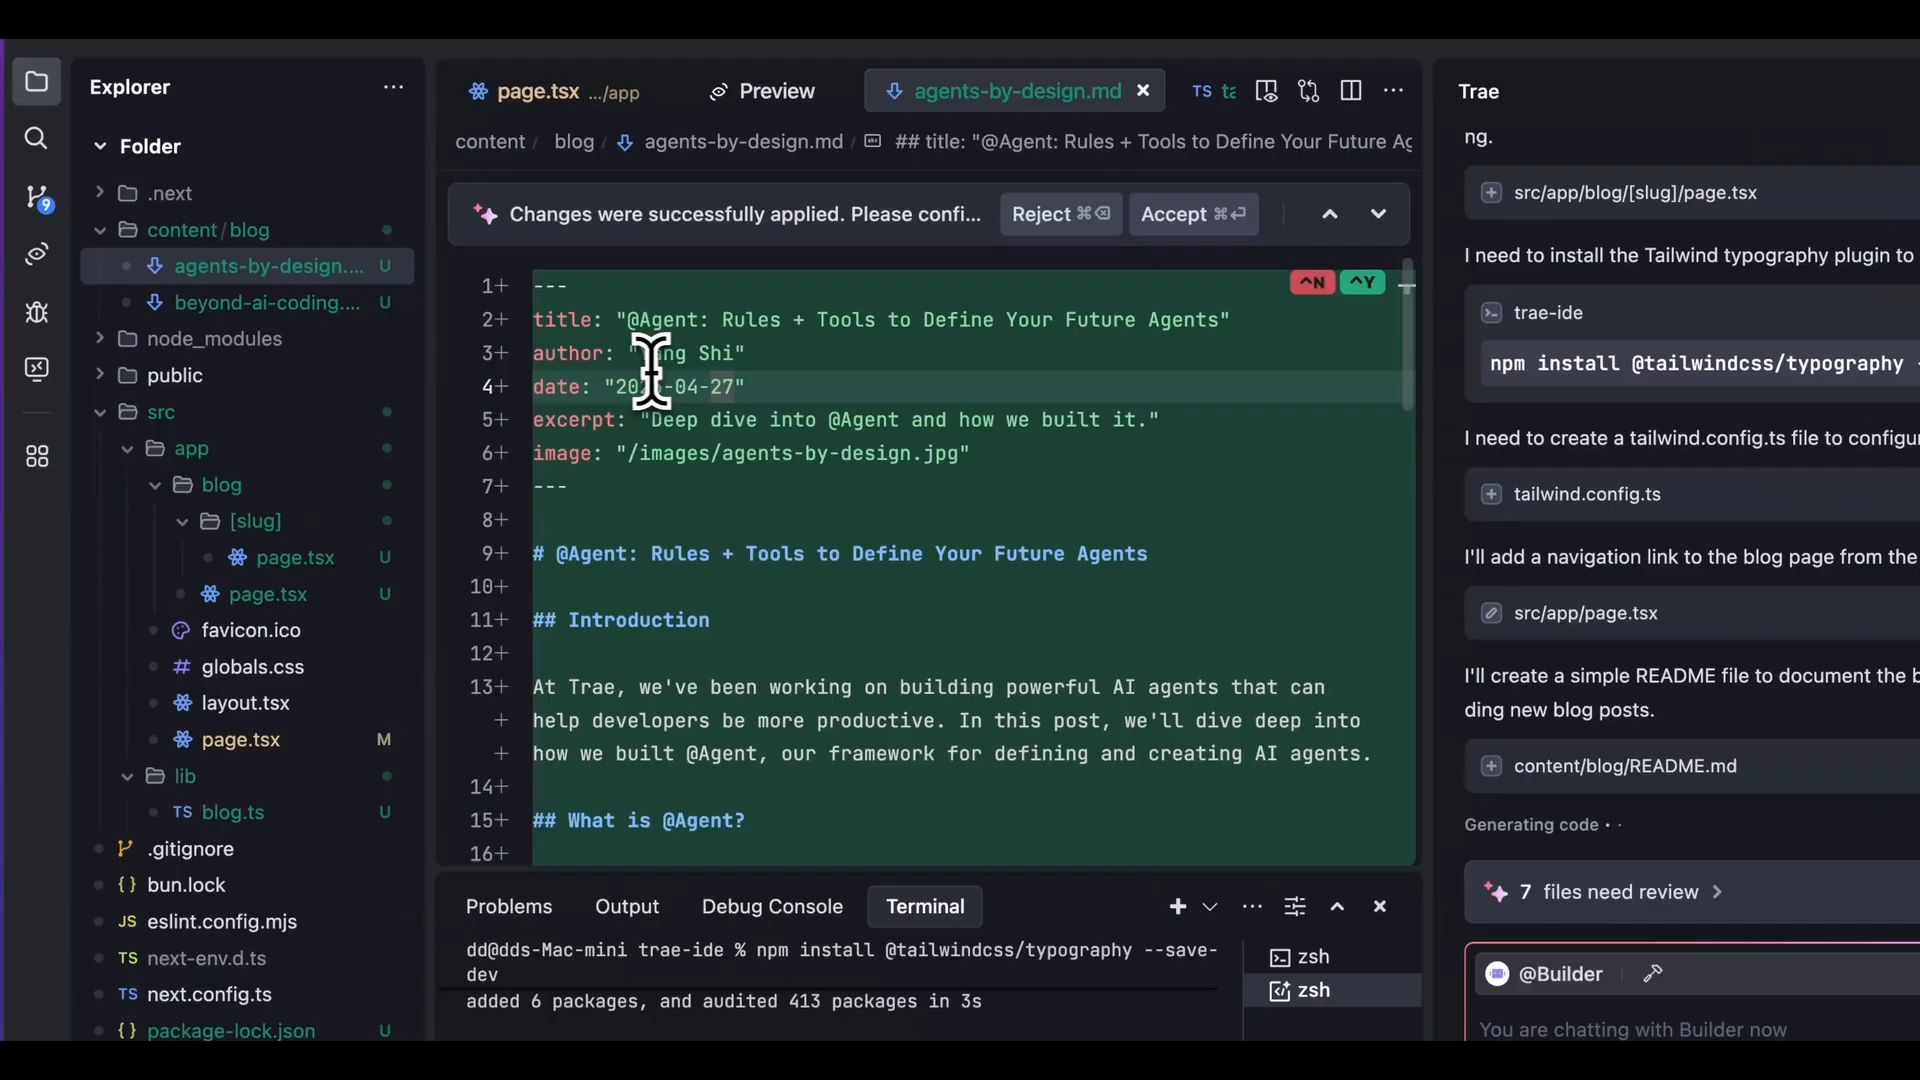 Explorer
Folder
.next
content/blog
agents-by-design.... U
beyond-ai-coding.... U
node_modules
public
src
app
blog
[slug]
page.tsx U
page.tsx U
favicon.ico
# globals.css
layout.tsx
page.tsx M
lib
TS blog.ts U
.gitignore
{} bun.lock
JS eslint.config.mjs
TS next-env.d.ts
TS next.config.ts
{} package-lock.json U
9
page.tsx .../app
Preview
agents-by-design.md
TS
content / blog / agents-by-design.md / ## title: "@Agent: Rules + Tools to Define Your Future Ag
Changes were successfully applied. Please confi...
Reject ⌘⌫
Accept ⌘⏎
^N ^Y
1+ ---
2+ title: "@Agent: Rules + Tools to Define Your Future Agents"
3+ author: Shi"
4+ date: -04-27"
5+ excerpt: "Deep dive into @Agent and how we built it."
6+ image: "/images/agents-by-design.jpg"
7+ ---
8+
9+ # @Agent: Rules + Tools to Define Your Future Agents
10+
11+ ## Introduction
12+
13+ At Trae, we've been working on building powerful AI agents that can
+ help developers be more productive. In this post, we'll dive deep into
+ how we built @Agent, our framework for defining and creating AI agents.
14+
15+ ## What is @Agent?
16+
Problems
Output
Debug Console
Terminal
dd@dds-Mac-mini trae-ide % npm install @tailwindcss/typography --save-
dev
added 6 packages, and audited 413 packages in 3s
zsh
zsh
Trae
ng.
src/app/blog/[slug]/page.tsx
I need to install the Tailwind typography plugin to
trae-ide
npm install @tailwindcss/typography -
I need to create a tailwind.config.ts file to configu
tailwind.config.ts
I'll add a navigation link to the blog page from the
src/app/page.tsx
I'll create a simple README file to document the b
ding new blog posts.
content/blog/README.md
Generating code
7 files need review
@Builder
You are chatting with Builder now